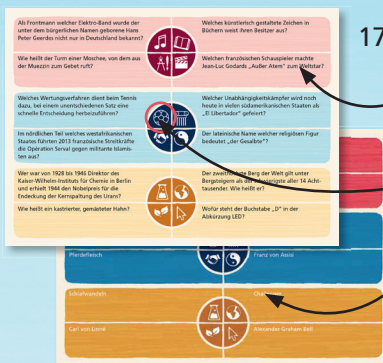 Als Frontmann welcher Elektro-Band wurde der
unter dem bürgerlichen Namen geborene Hans
Peter Geerdes nicht nur in Deutschland bekannt?
Wie heißt der Turm einer Moschee, von dem aus
der Muezzin zum Gebet ruft?
Welches künstlerisch gestaltete Zeichen in
Büchern weist ihren Besitzer aus?
Welchen französischen Schauspieler machte
Jean-Luc Godards „Außer Atem“ zum Weltstar?
17
Welches Wertungsverfahren dient beim Tennis
dazu, bei einem unentschiedenen Satz eine
schnelle Entscheidung herbeizuführen?
Im nördlichen Teil welches westafrikanischen
Staates führten 2013 französische Streitkräfte
die Operation Serval gegen militante Islamis-
ten aus?
Welcher Unabhängigkeitskämpfer wird noch
heute in vielen südamerikanischen Staaten als
„El Libertador“ gefeiert?
Der lateinische Name welcher religiösen Figur
bedeutet „der Gesalbte“?
Wer war von 1928 bis 1946 Direktor des
Kaiser-Wilhelm-Instituts für Chemie in Berlin
und erhielt 1944 den Nobelpreis für die
Endeckung der Kernspaltung des Urans?
Wie heißt ein kastrierter, gemästeter Hahn?
Der zweithöchste Berg der Welt gilt unter
Bergsteigern als der schwierigste aller 14 Acht-
tausender: Wie heißt er?
Wofür steht der Buchstabe „D“ in der
Abkürzung LED?
Pferdefleisch
Franz von Assisi
Schlafwandeln
Carl von Linné
Alexander Graham Bell